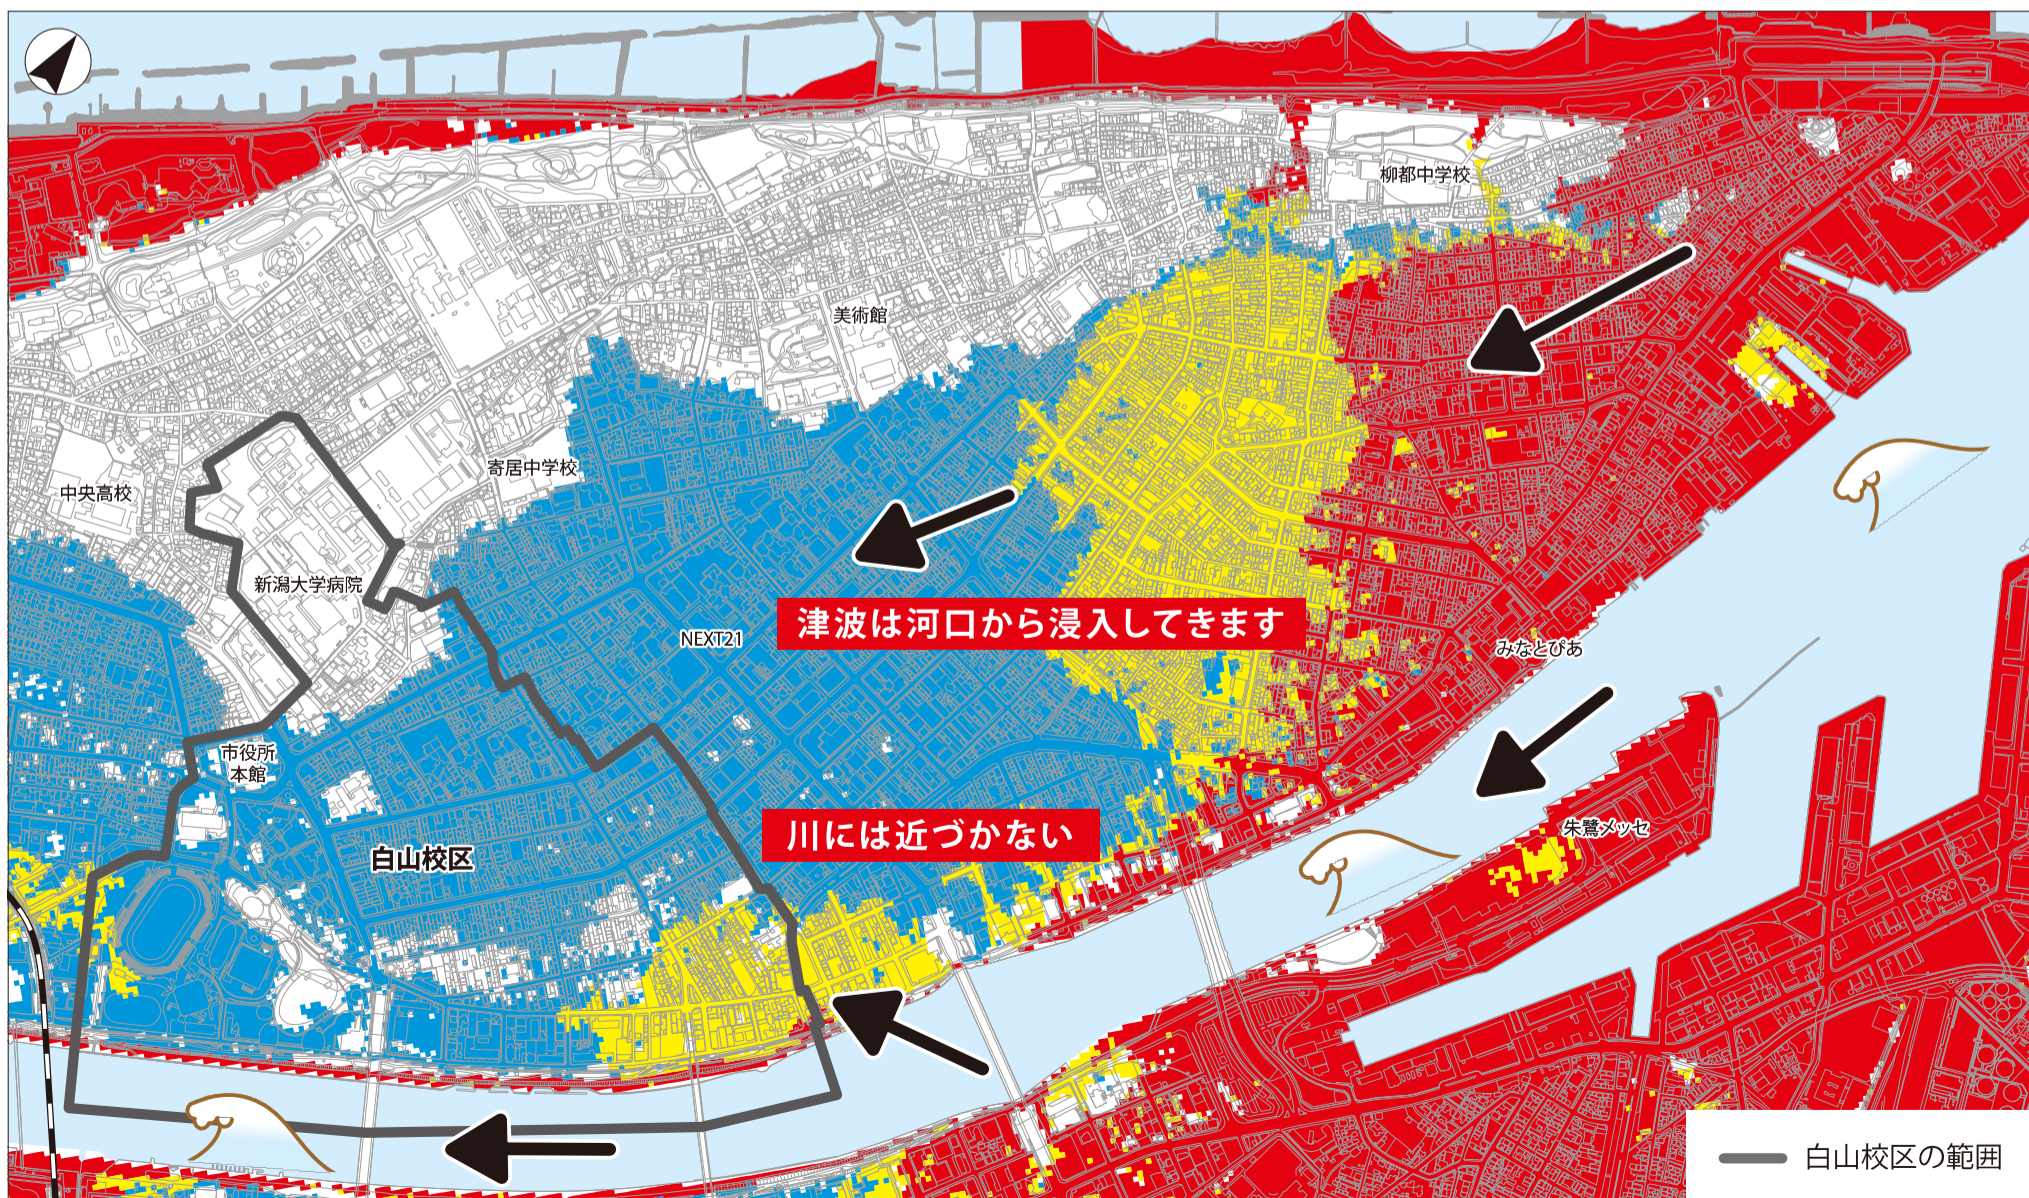 柳都中学校
美術館
寄居中学校
中央高校
新潟大学病院
津波は河口から浸入してきます
NEXT21
みなとぴあ
市役所
本館
川には近づかない
朱鷺メッセ
白山校区
白山校区の範囲